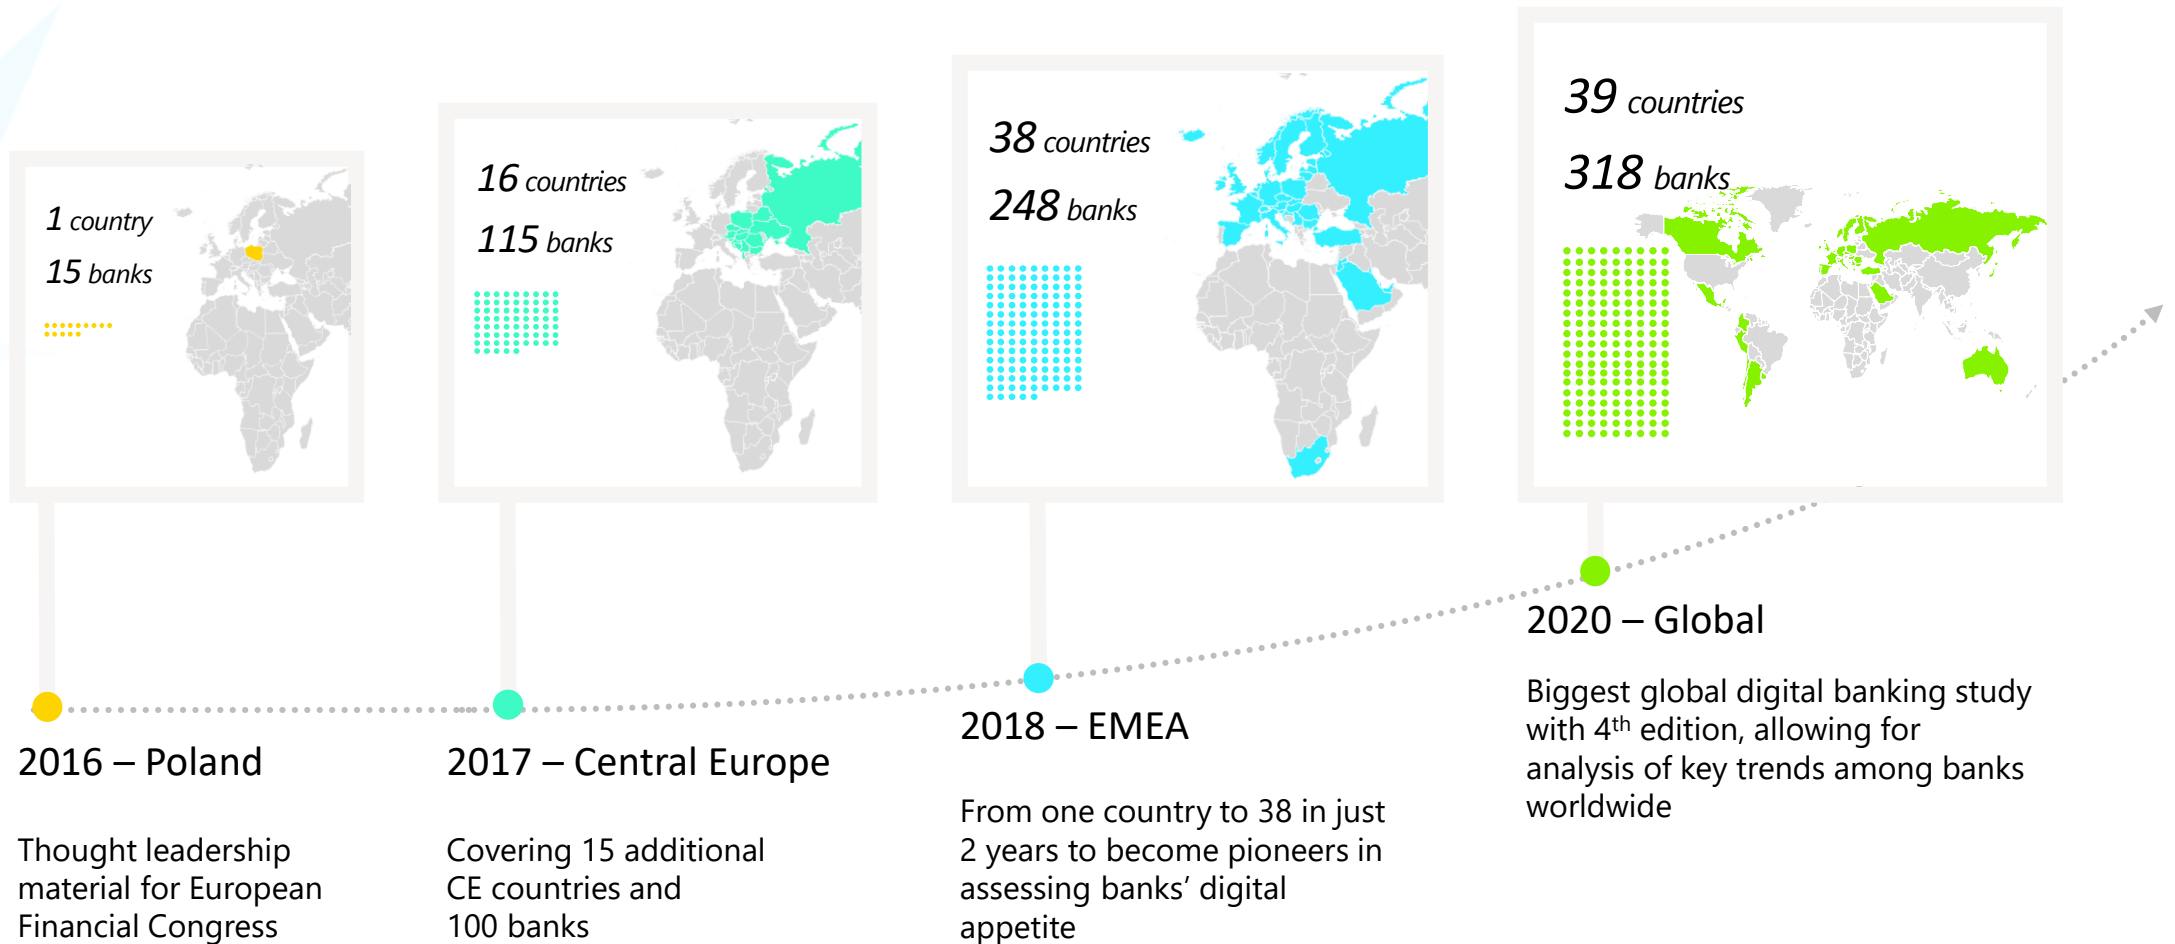 1 country
15 banks
2016 – Poland
Thought leadership
material for European
Financial Congress
16 countries
115 banks
2017 – Central Europe
Covering 15 additional
CE countries and
100 banks
38 countries
248 banks
2018 – EMEA
From one country to 38 in just
2 years to become pioneers in
assessing banks’ digital
appetite
39 countries
318 banks
2020 – Global
Biggest global digital banking study
with 4th edition, allowing for
analysis of key trends among banks
worldwide